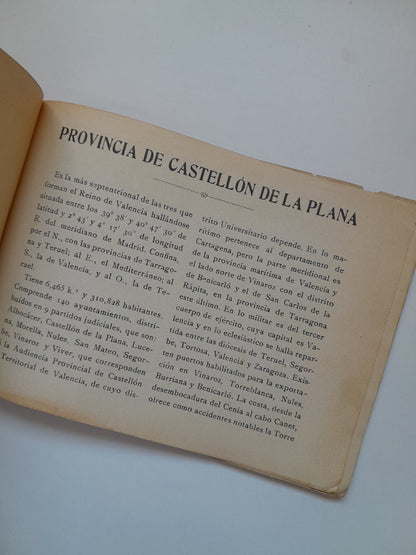 PROVINCIA DE CASTELLÓN DE LA PLANA
Es la más septentrional de las tres que
forman el Reino de Valencia hallándose
situada entre los 39° 38′ y 40° 47′ 30″ de
latitud y 2° 43′ y 4° 17′ 30″ de longitud
E. del meridiano de Madrid. Confina,
por el N., con las provincias de Tarrago-
y Teruel; al E., el Mediterráneo; al
S., la de Valencia, y al O., la de Te-
ruel.
Tiene 6,465 k.² y 310,828 habitantes.
Comprende 140 ayuntamientos, distri-
buidos en 9 partidos judiciales, que son:
Albocácer, Castellón de la Plana, Luce-
na, Morella, Nules, San Mateo, Segor-
be, Vinaroz y Viver, que corresponden
la Audiencia Provincial de Castellón
Territorial de Valencia, de cuyo dis-
trito Universitario depende. En lo ma-
rítimo pertenece al departamento de
Cartagena, pero la parte meridional es
de la provincia marítima de Valencia y
el lado norte de Vinaroz con el distrito
de Benicarló y el de San Carlos de la
Rápita, en la provincia de Tarragona
este último. En lo militar es del tercer
cuerpo de ejército, cuya capital es Va-
lencia y en lo eclesiástico se halla repar-
tida entre las diócesis de Teruel, Segor-
be, Tortosa, Valencia y Zaragoza. Exis-
ten puertos habilitados para la exporta-
ción en Vinaroz, Torreblanca, Nules,
Burriana y Benicarló. La costa, desde la
desembocadura del Cenia al cabo Canet,
ofrece como accidentes notables la Torre